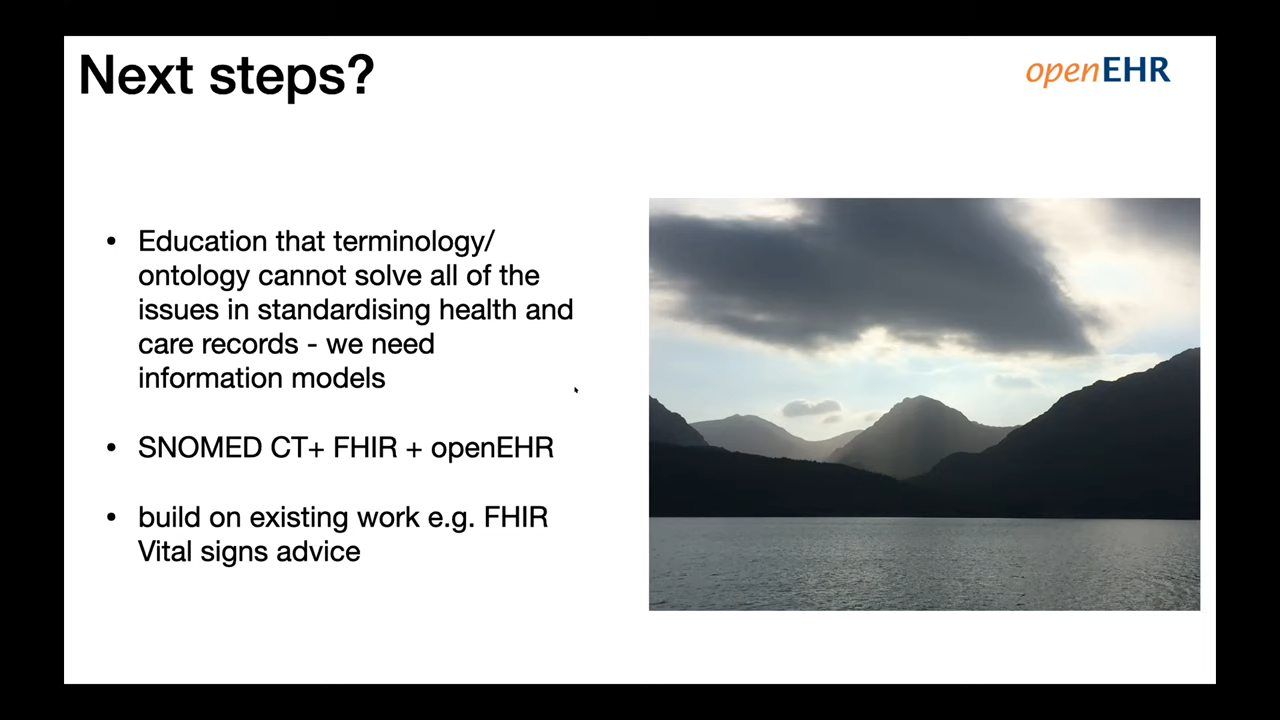 Next steps?
openEHR
• Education that terminology/
ontology cannot solve all of the
issues in standardising health and
care records - we need
information models
• SNOMED CT+ FHIR + openEHR
• build on existing work e.g. FHIR
Vital signs advice